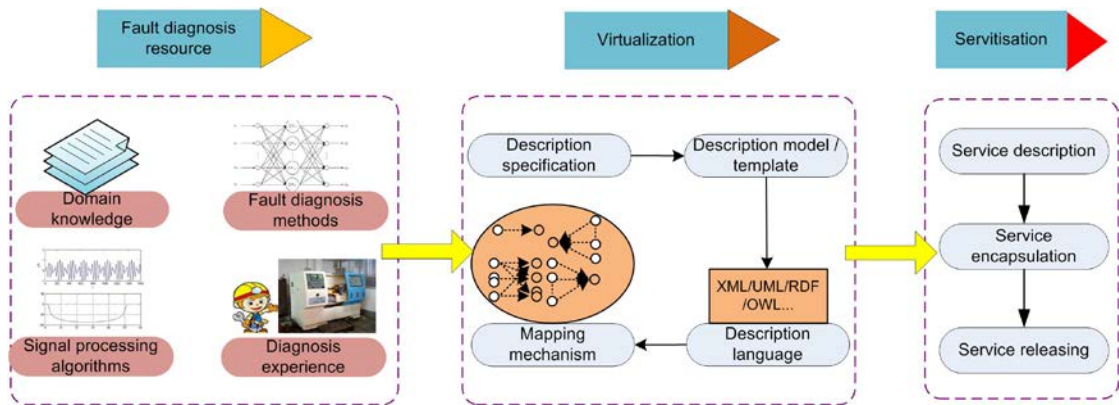 Fault diagnosis
resource
Virtualization
Servitisation
Domain
knowledge
Fault diagnosis
methods
Signal processing
algorithms
Diagnosis
experience
Description
specification
Description model /
template
XML/UML/RDF
/OWL...
Mapping
mechanism
Description
language
Service description
Service
encapsulation
Service releasing